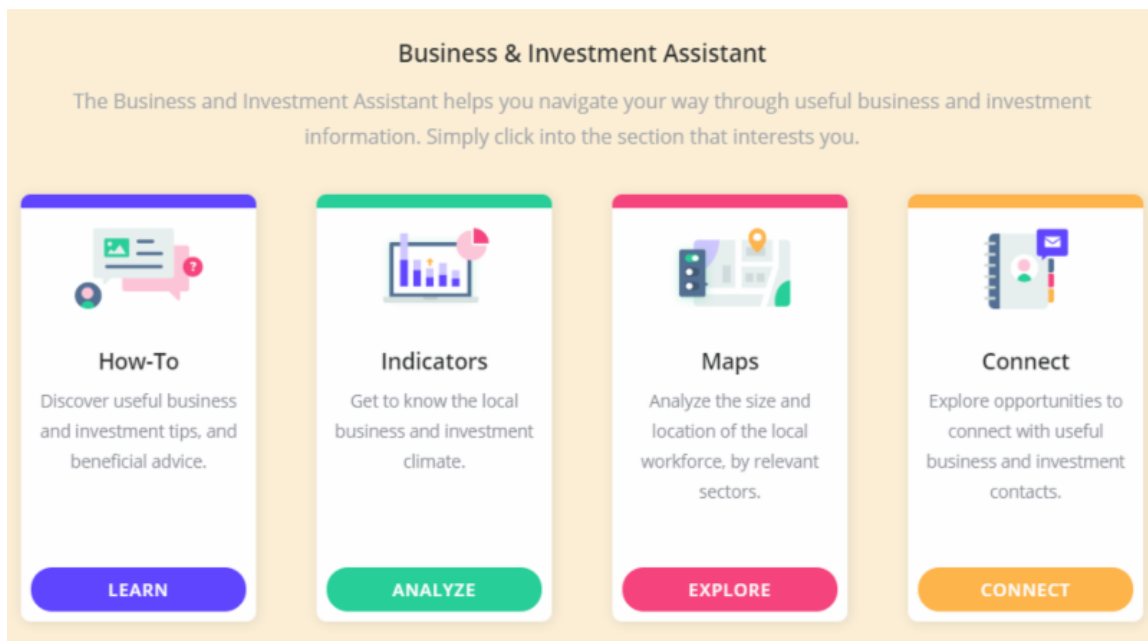 Business & Investment Assistant
The Business and Investment Assistant helps you navigate your way through useful business and investment
information. Simply click into the section that interests you.
?
How-To
Discover useful business
and investment tips, and
beneficial advice.
LEARN
Indicators
Get to know the local
business and investment
climate.
ANALYZE
Maps
Analyze the size and
location of the local
workforce, by relevant
sectors.
EXPLORE
Connect
Explore opportunities to
connect with useful
business and investment
contacts.
CONNECT